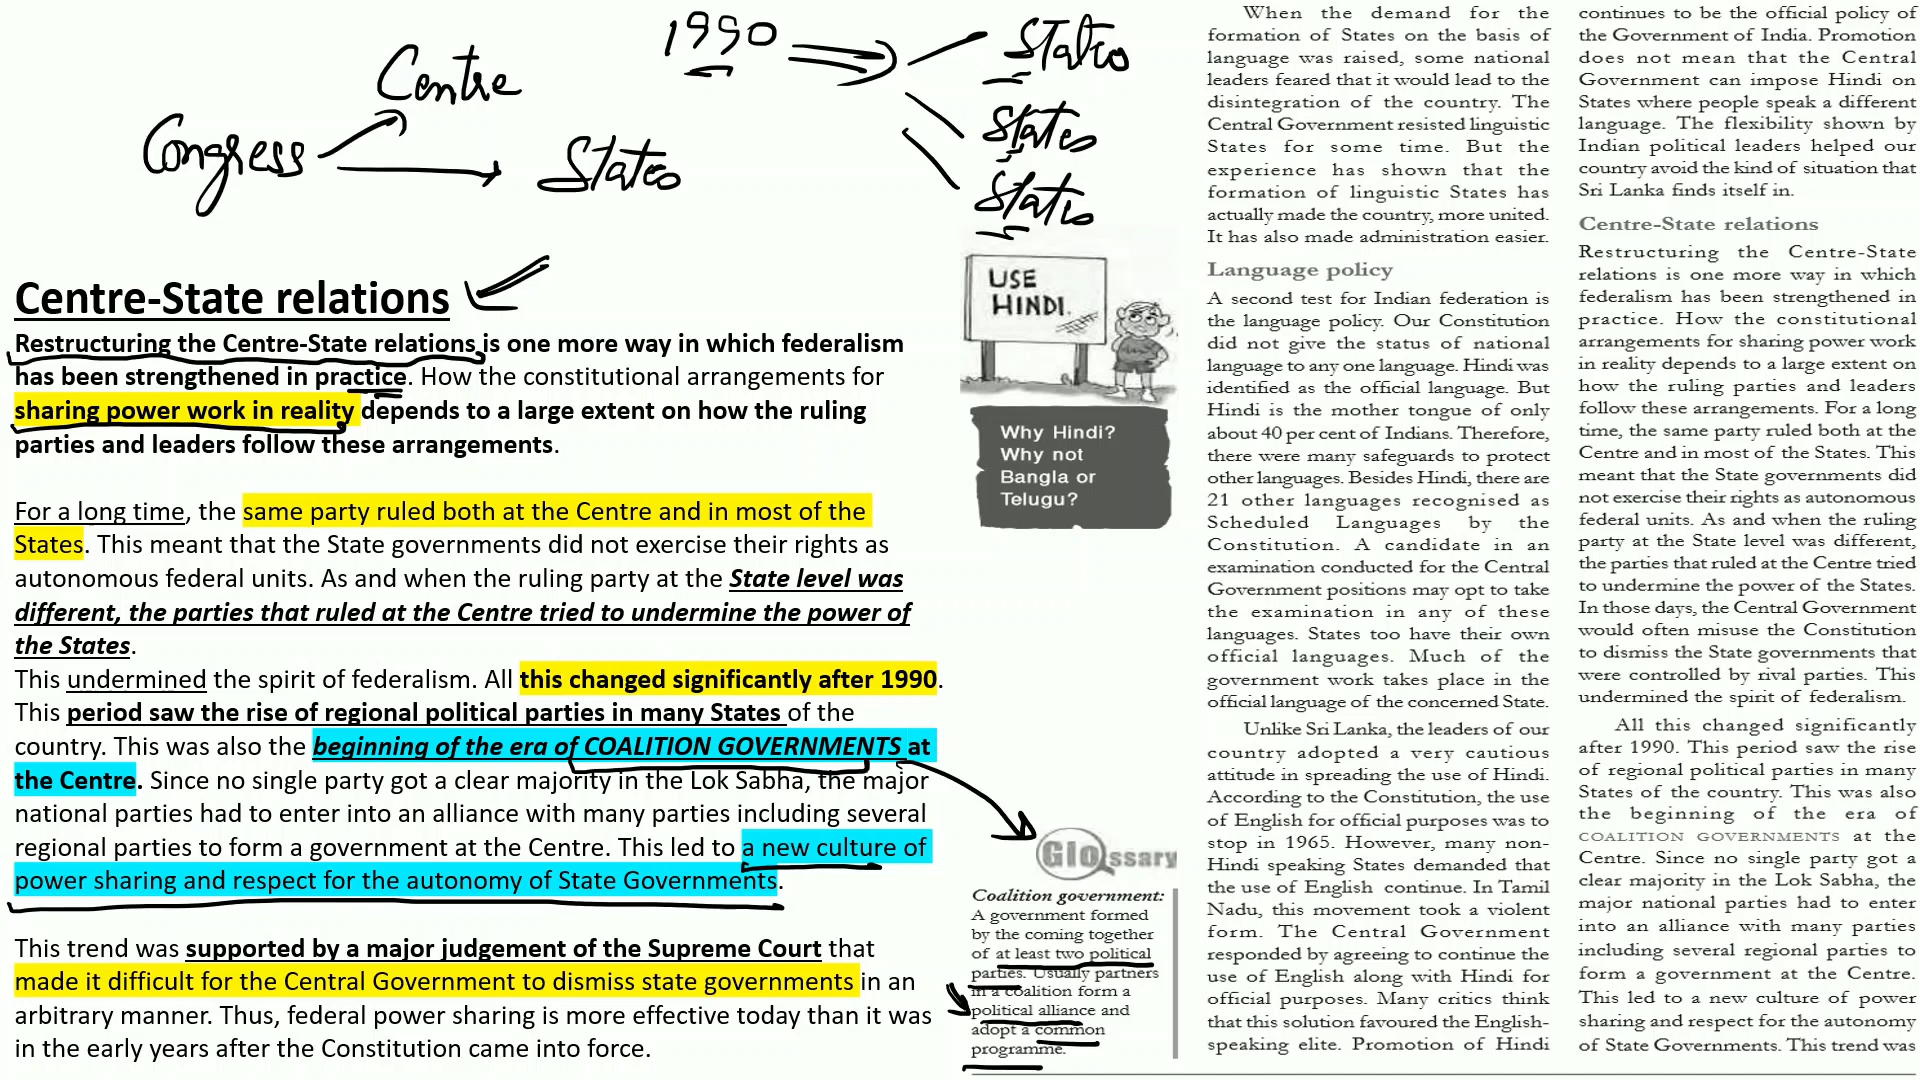 1990
States
Centre
Congress
States
States
States
Centre-State relations
Restructuring the Centre-State relations is one more way in which federalism
has been strengthened in practice. How the constitutional arrangements for
sharing power work in reality depends to a large extent on how the ruling
parties and leaders follow these arrangements.
For a long time, the same party ruled both at the Centre and in most of the
States. This meant that the State governments did not exercise their rights as
autonomous federal units. As and when the ruling party at the State level was
different, the parties that ruled at the Centre tried to undermine the power of
the States.
This undermined the spirit of federalism. All this changed significantly after 1990.
This period saw the rise of regional political parties in many States of the
country. This was also the beginning of the era of COALITION GOVERNMENTS at
the Centre. Since no single party got a clear majority in the Lok Sabha, the major
national parties had to enter into an alliance with many parties including several
regional parties to form a government at the Centre. This led to a new culture of
power sharing and respect for the autonomy of State Governments.
This trend was supported by a major judgement of the Supreme Court that
made it difficult for the Central Government to dismiss state governments in an
arbitrary manner. Thus, federal power sharing is more effective today than it was
in the early years after the Constitution came into force.
USE
HINDI.
Why Hindi?
Why not
Bangla or
Telugu?
Glossary
Coalition government:
A government formed
by the coming together
of at least two political
parties. Usually partners
in a coalition form a
political alliance and
adopt a common
programme.
When the demand for the
formation of States on the basis of
language was raised, some national
leaders feared that it would lead to the
disintegration of the country. The
Central Government resisted linguistic
States for some time. But the
experience has shown that the
formation of linguistic States has
actually made the country, more united.
It has also made administration easier.
Language policy
A second test for Indian federation is
the language policy. Our Constitution
did not give the status of national
language to any one language. Hindi was
identified as the official language. But
Hindi is the mother tongue of only
about 40 per cent of Indians. Therefore,
there were many safeguards to protect
other languages. Besides Hindi, there are
21 other languages recognised as
Scheduled Languages by the
Constitution. A candidate in an
examination conducted for the Central
Government positions may opt to take
the examination in any of these
languages. States too have their own
official languages. Much of the
government work takes place in the
official language of the concerned State.
Unlike Sri Lanka, the leaders of our
country adopted a very cautious
attitude in spreading the use of Hindi.
According to the Constitution, the use
of English for official purposes was to
stop in 1965. However, many non-
Hindi speaking States demanded that
the use of English continue. In Tamil
Nadu, this movement took a violent
form. The Central Government
responded by agreeing to continue the
use of English along with Hindi for
official purposes. Many critics think
that this solution favoured the English-
speaking elite. Promotion of Hindi
continues to be the official policy of
the Government of India. Promotion
does not mean that the Central
Government can impose Hindi on
States where people speak a different
language. The flexibility shown by
Indian political leaders helped our
country avoid the kind of situation that
Sri Lanka finds itself in.
Centre-State relations
Restructuring the Centre-State
relations is one more way in which
federalism has been strengthened in
practice. How the constitutional
arrangements for sharing power work
in reality depends to a large extent on
how the ruling parties and leaders
follow these arrangements. For a long
time, the same party ruled both at the
Centre and in most of the States. This
meant that the State governments did
not exercise their rights as autonomous
federal units. As and when the ruling
party at the State level was different,
the parties that ruled at the Centre tried
to undermine the power of the States.
In those days, the Central Government
would often misuse the Constitution
to dismiss the State governments that
were controlled by rival parties. This
undermined the spirit of federalism.
All this changed significantly
after 1990. This period saw the rise
of regional political parties in many
States of the country. This was also
the beginning of the era of
COALITION GOVERNMENTS at the
Centre. Since no single party got a
clear majority in the Lok Sabha, the
major national parties had to enter
into an alliance with many parties
including several regional parties to
form a government at the Centre.
This led to a new culture of power
sharing and respect for the autonomy
of State Governments. This trend was